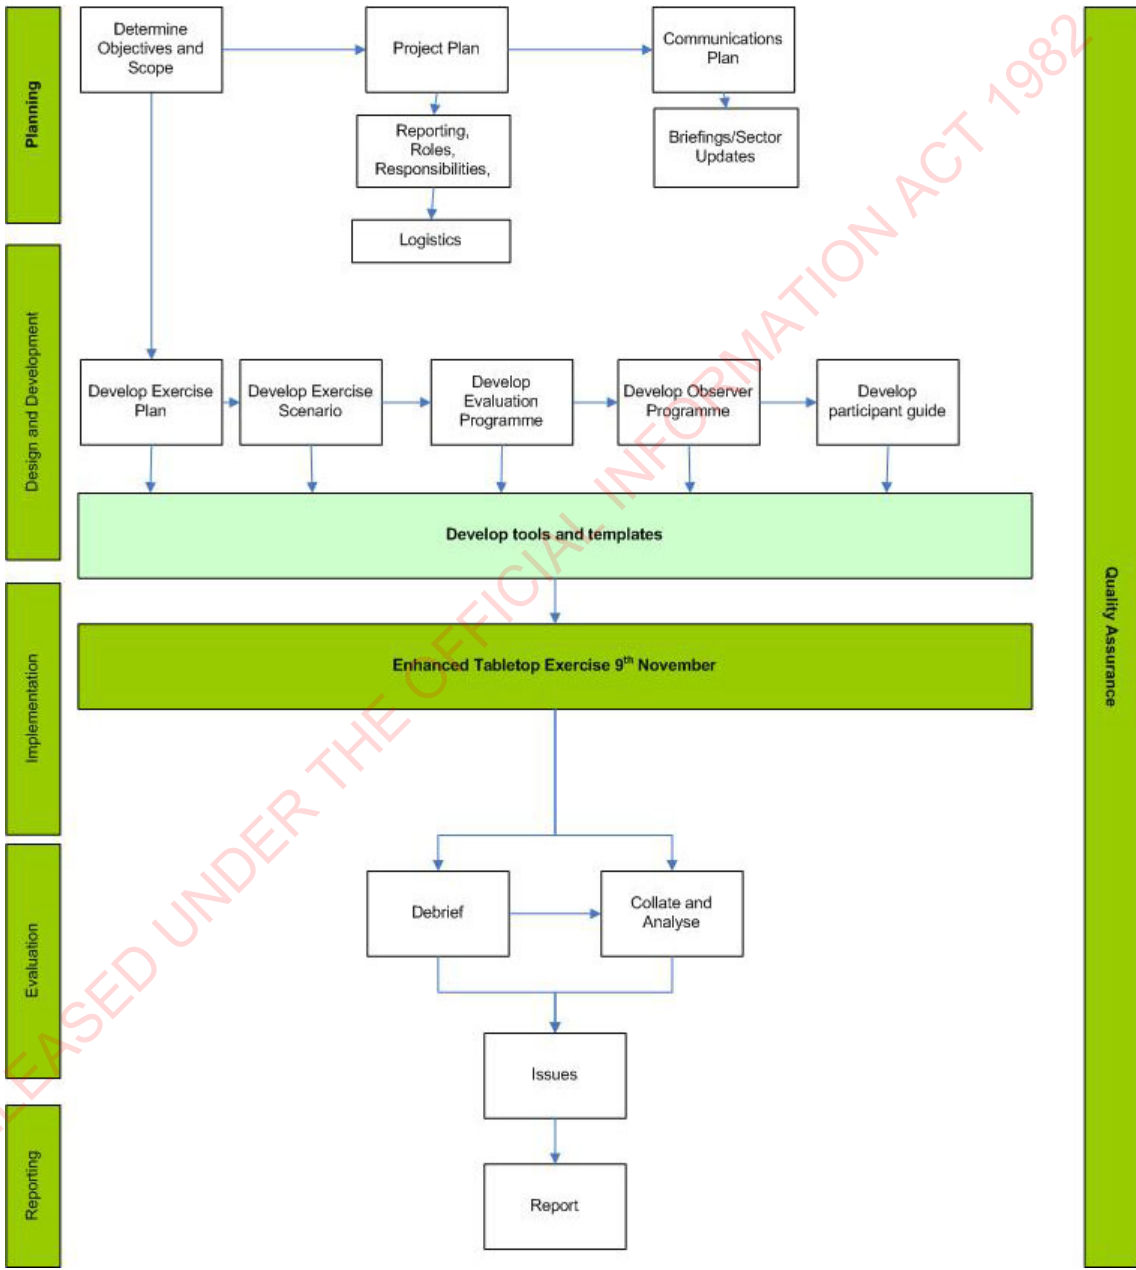 Planning
Determine
Objectives and
Scope
Project Plan
Communications
Plan
Reporting,
Roles,
Responsibilities,
Briefings/Sector
Updates
Logistics
Design and Development
Develop Exercise
Plan
Develop Exercise
Scenario
Develop
Evaluation
Programme
Develop Observer
Programme
Develop
participant guide
Develop tools and templates
Implementation
Enhanced Tabletop Exercise 9th November
Evaluation
Debrief
Collate and
Analyse
Issues
Reporting
Report
Quality Assurance
LEASED UNDER THE OFFICIAL INFORMATION ACT 1982